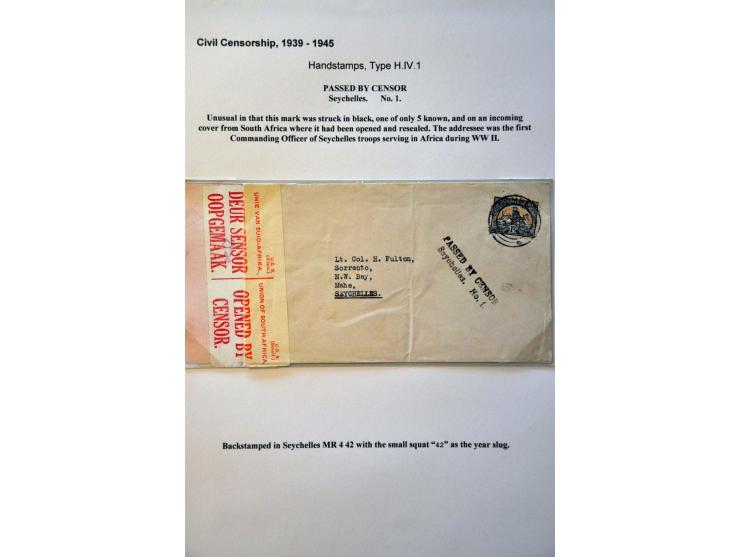 Civil Censorship, 1939 - 1945
Handstamps, Type H.IV.1
PASSED BY CENSOR
Seychelles. No. 1.
Unusual in that this mark was struck in black, one of only 5 known, and on an incoming
cover from South Africa where it had been opened and resealed. The addressee was the first
Commanding Officer of Seychelles troops serving in Africa during WW II.
UNIE VAN SUID-AFRIKA.
DEUR SENSOR
OOPGEMAAK.
UNION OF SOUTH AFRICA
OPENED BY
CENSOR.
Lt. Col. H. Fulton,
Sorrento,
N.W. Bay,
Mahe,
SEYCHELLES.
PASSED BY CENSOR
Seychelles. No. 1.
Backstamped in Seychelles MR 4 42 with the small squat “42” as the year slug.